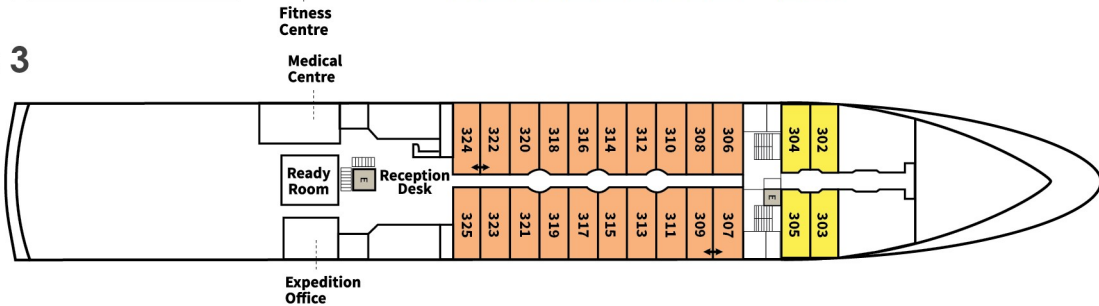 Fitness
Centre
3
Medical
Centre
324 322 320 318 316 314 312 310 308 306 304 302
Ready
Room
E
Reception
Desk
E
325 323 321 319 317 315 313 311 309 307 305 303
Expedition
Office